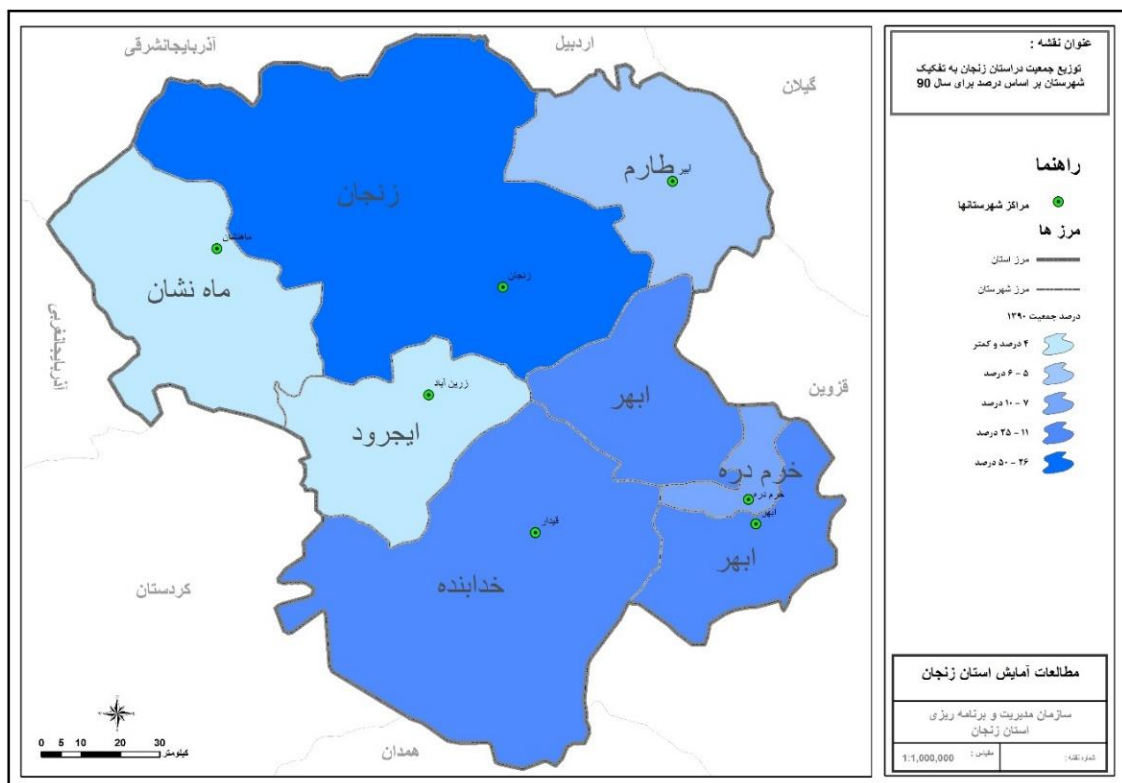 عنوان نقشه :
توزیع جمعیت دراستان زنجان به تفکیک
شهرستان بر اساس درصد برای سال 90
راهنما
مراکز شهرستانها
مرز ها
مرز استان
مرز شهرستان
درصد جمعیت ۱۳۹۰
۴ درصد و کمتر
۵ - ۶ درصد
۷ - ۱۰ درصد
۱۱ - ۲۵ درصد
۲۶ - ۵۰ درصد
مطالعات آمایش استان زنجان
سازمان مدیریت و برنامه ریزی
استان زنجان
شماره نقشه :
مقیاس :
1:1,000,000
آذربایجانشرقی
اردبیل
گیلان
طارم
آببر
زنجان
ماهنشان
زنجان
ماه نشان
آذربایجانغربی
قزوین
زرین آباد
ابهر
ایجرود
خرم دره
خرم دره
ابهر
قیدار
ابهر
خدابنده
کردستان
همدان
0 5 10 20 30
کیلومتر